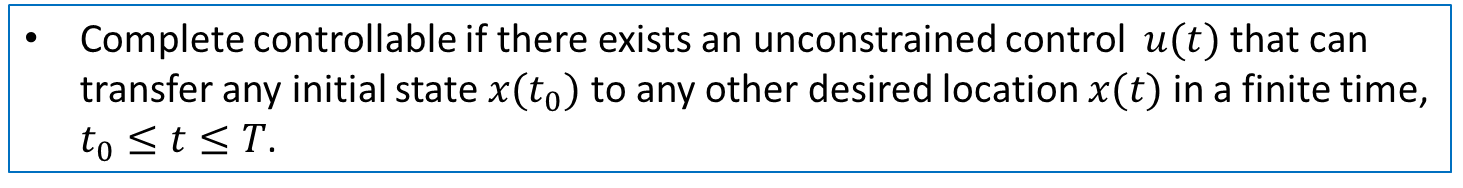 • Complete controllable if there exists an unconstrained control u(t) that can
transfer any initial state x(t₀) to any other desired location x(t) in a finite time,
t₀ ≤ t ≤ T.